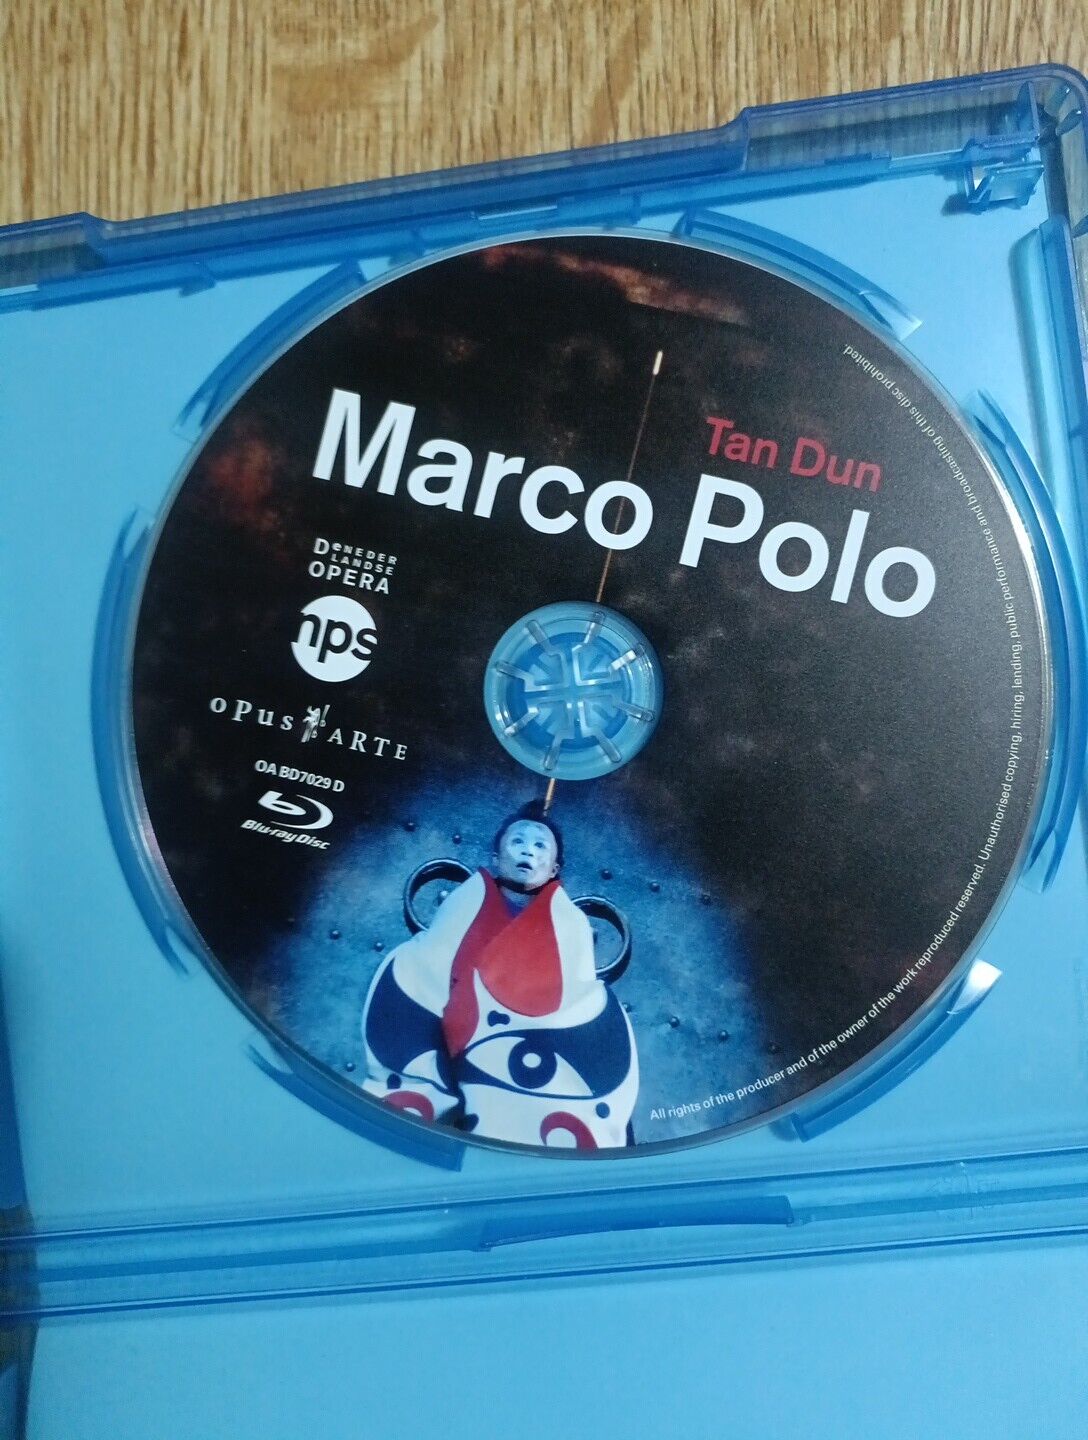 Tan Dun
Marco Polo
DeNEDER
LANDSE
OPERA
nps
oPus ARTE
OA BD7029 D
Blu-ray Disc
All rights of the producer and of the owner of the work reproduced reserved. Unauthorised copying, hiring, lending, public performance and broadcasting of this disc prohibited.